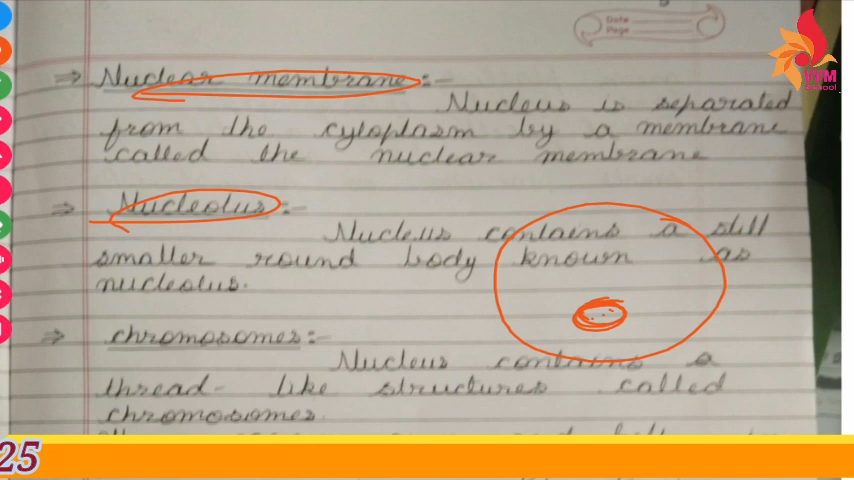 Date
Page
VVM
School
⇒ Nuclear membrane :-
Nucleus is separated
from the cytoplazm by a membrane
called the nuclear membrane
⇒ Nucleolus :-
Nucleus contains a still
smaller round body known as
nucleolus.
⇒ chromosomes :-
Nucleus contains a
thread- like structures called
chromosomes.
25